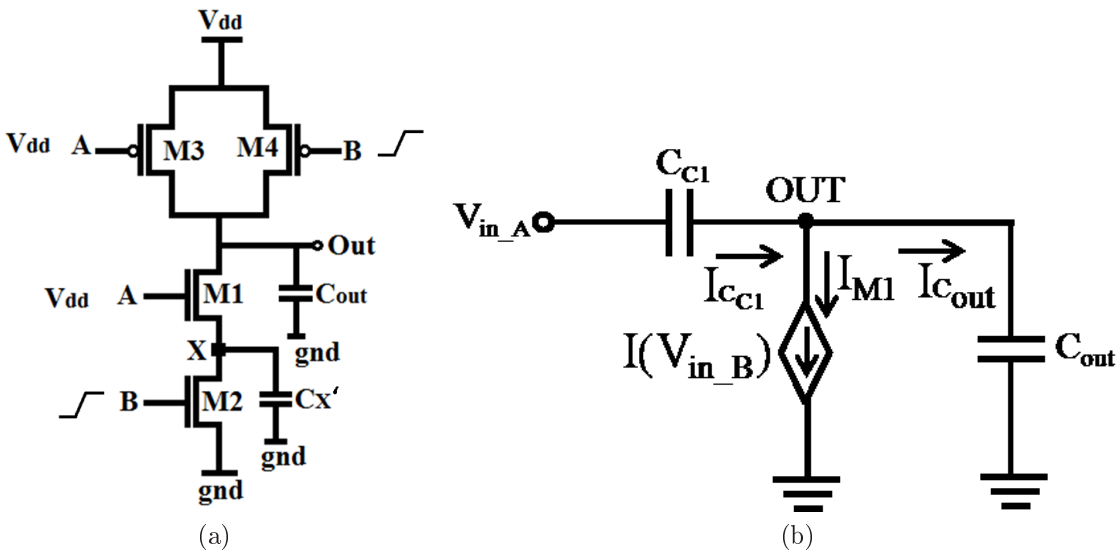 Vdd
Vdd A M3 M4 B
Out
Vdd A M1 Cout
gnd
X
B M2 Cx'
gnd
gnd
(a)
CC1
OUT
Vin_A
ICC1 IM1 ICout
I(Vin_B)
Cout
(b)